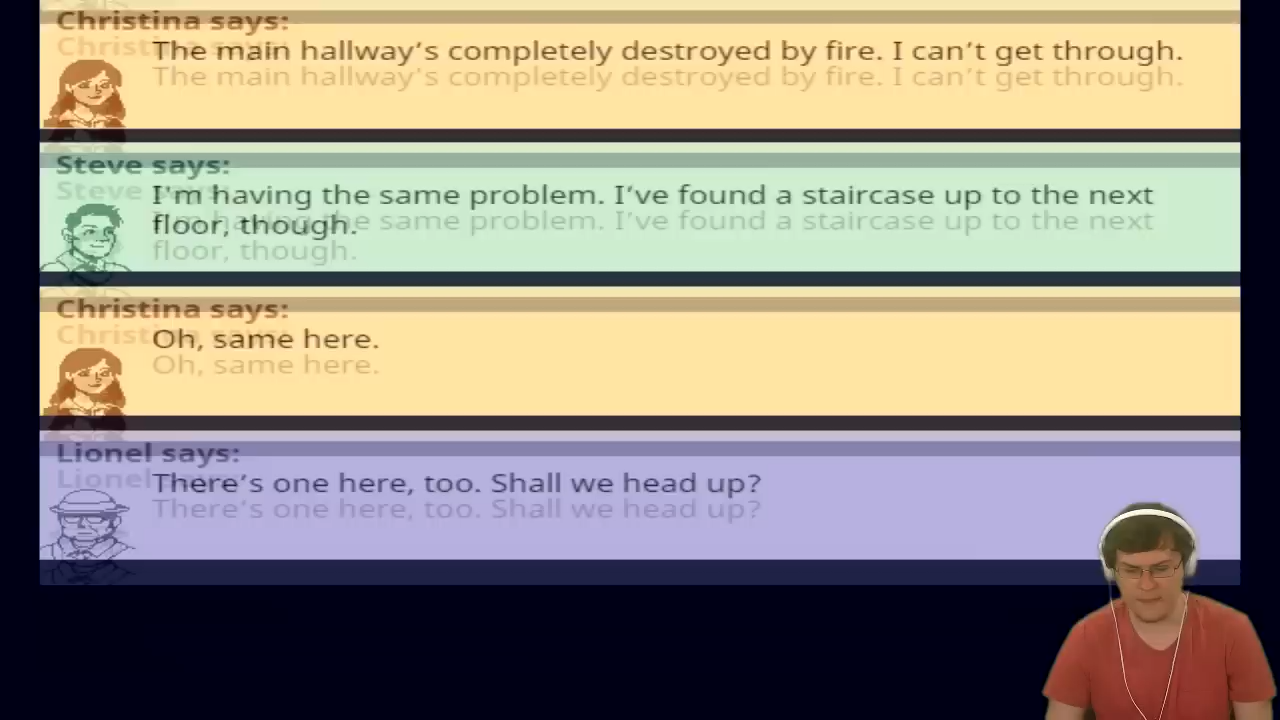 Christina says:
The main hallway's completely destroyed by fire. I can't get through.
Steve says:
I'm having the same problem. I've found a staircase up to the next
floor, though.
Christina says:
Oh, same here.
Lionel says:
There's one here, too. Shall we head up?